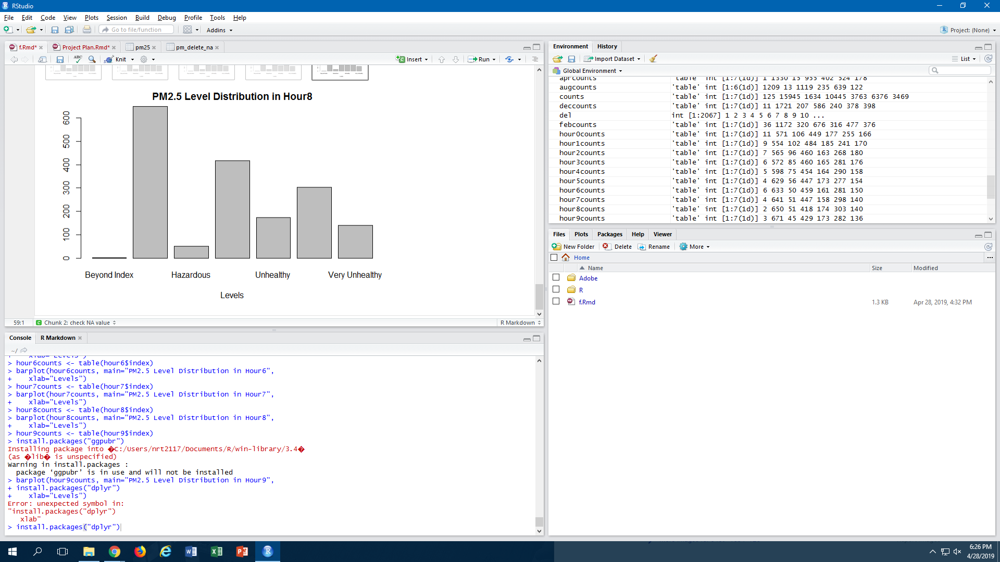 RStudio
File Edit Code View Plots Session Build Debug Profile Tools Help
Go to file/function Addins Project: (None)
f.Rmd* Project Plan.Rmd* pm25 pm_delete_na
ABC Knit Insert Run
PM2.5 Level Distribution in Hour8
600
500
400
300
200
100
0
Beyond Index Hazardous Unhealthy Very Unhealthy
Levels
59:1 Chunk 2: check NA value R Markdown
Console R Markdown
~/
+    xlab="Levels")
> hour6counts <- table(hour6$index)
> barplot(hour6counts, main="PM2.5 Level Distribution in Hour6",
+    xlab="Levels")
> hour7counts <- table(hour7$index)
> barplot(hour7counts, main="PM2.5 Level Distribution in Hour7",
+    xlab="Levels")
> hour8counts <- table(hour8$index)
> barplot(hour8counts, main="PM2.5 Level Distribution in Hour8",
+    xlab="Levels")
> hour9counts <- table(hour9$index)
> install.packages("ggpubr")
Installing package into �C:/Users/nrt2117/Documents/R/win-library/3.4�
(as �lib� is unspecified)
Warning in install.packages :
  package ‘ggpubr’ is in use and will not be installed
> barplot(hour9counts, main="PM2.5 Level Distribution in Hour9",
+ install.packages("dplyr")
+    xlab="Levels")
Error: unexpected symbol in:
"install.packages("dplyr")
   xlab"
> install.packages("dplyr")
Environment History
Import Dataset List
Global Environment
aprcounts 'table' int [1:7(1d)] 1 1330 15 955 402 524 178
augcounts 'table' int [1:6(1d)] 1209 13 1119 235 639 122
counts 'table' int [1:7(1d)] 125 15945 1634 10445 3763 6376 3469
deccounts 'table' int [1:7(1d)] 11 1721 207 586 240 378 398
del int [1:2067] 1 2 3 4 5 6 7 8 9 10 ...
febcounts 'table' int [1:7(1d)] 36 1172 320 676 316 477 376
hour0counts 'table' int [1:7(1d)] 11 571 106 449 177 255 166
hour1counts 'table' int [1:7(1d)] 9 554 102 484 185 241 170
hour2counts 'table' int [1:7(1d)] 7 565 96 460 163 268 180
hour3counts 'table' int [1:7(1d)] 6 572 85 460 165 281 176
hour4counts 'table' int [1:7(1d)] 5 598 75 454 164 290 158
hour5counts 'table' int [1:7(1d)] 4 629 56 447 173 277 154
hour6counts 'table' int [1:7(1d)] 6 633 50 459 161 281 150
hour7counts 'table' int [1:7(1d)] 4 641 51 447 158 298 140
hour8counts 'table' int [1:7(1d)] 2 650 51 418 174 303 140
hour9counts 'table' int [1:7(1d)] 3 671 45 429 173 282 136
Files Plots Packages Help Viewer
New Folder Delete Rename More
Home ...
Name Size Modified
Adobe
R
f.Rmd 1.3 KB Apr 28, 2019, 4:32 PM
6:26 PM
4/28/2019